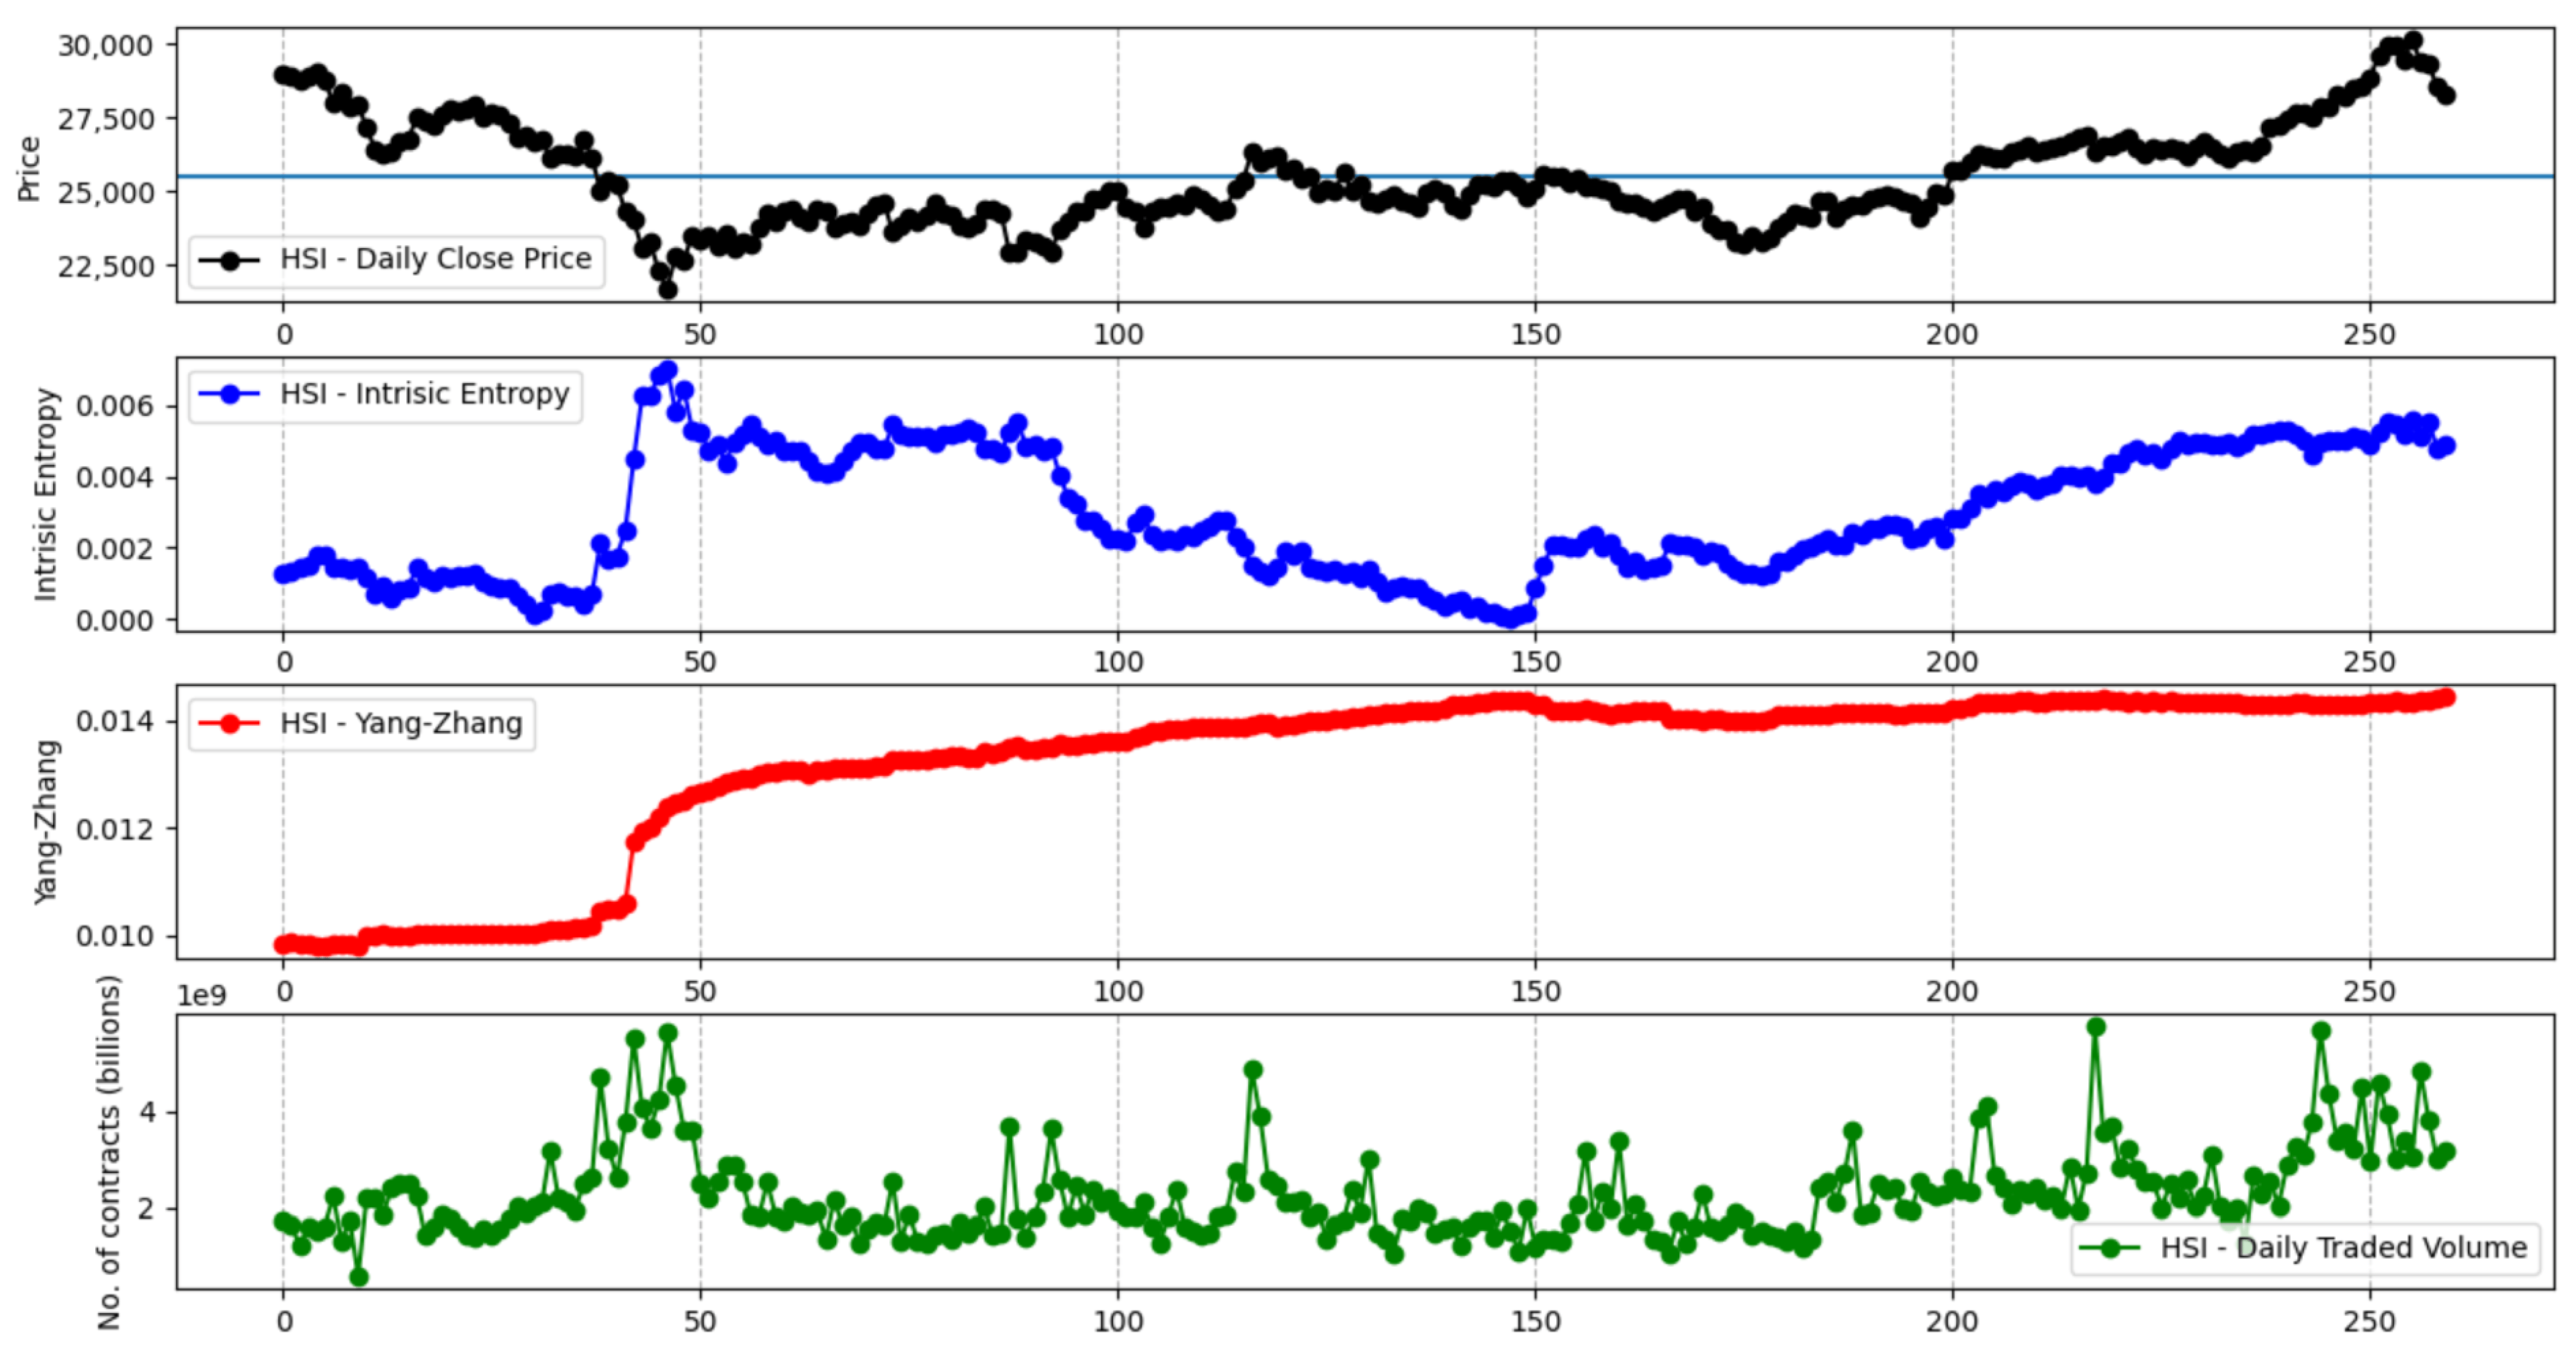 30,000
27,500
25,000
22,500
Price
HSI - Daily Close Price
0 50 100 150 200 250
0.006
0.004
0.002
0.000
Intrisic Entropy
HSI - Intrisic Entropy
0 50 100 150 200 250
0.014
0.012
0.010
Yang-Zhang
HSI - Yang-Zhang
0 50 100 150 200 250
1e9
4
2
No. of contracts (billions)
HSI - Daily Traded Volume
0 50 100 150 200 250